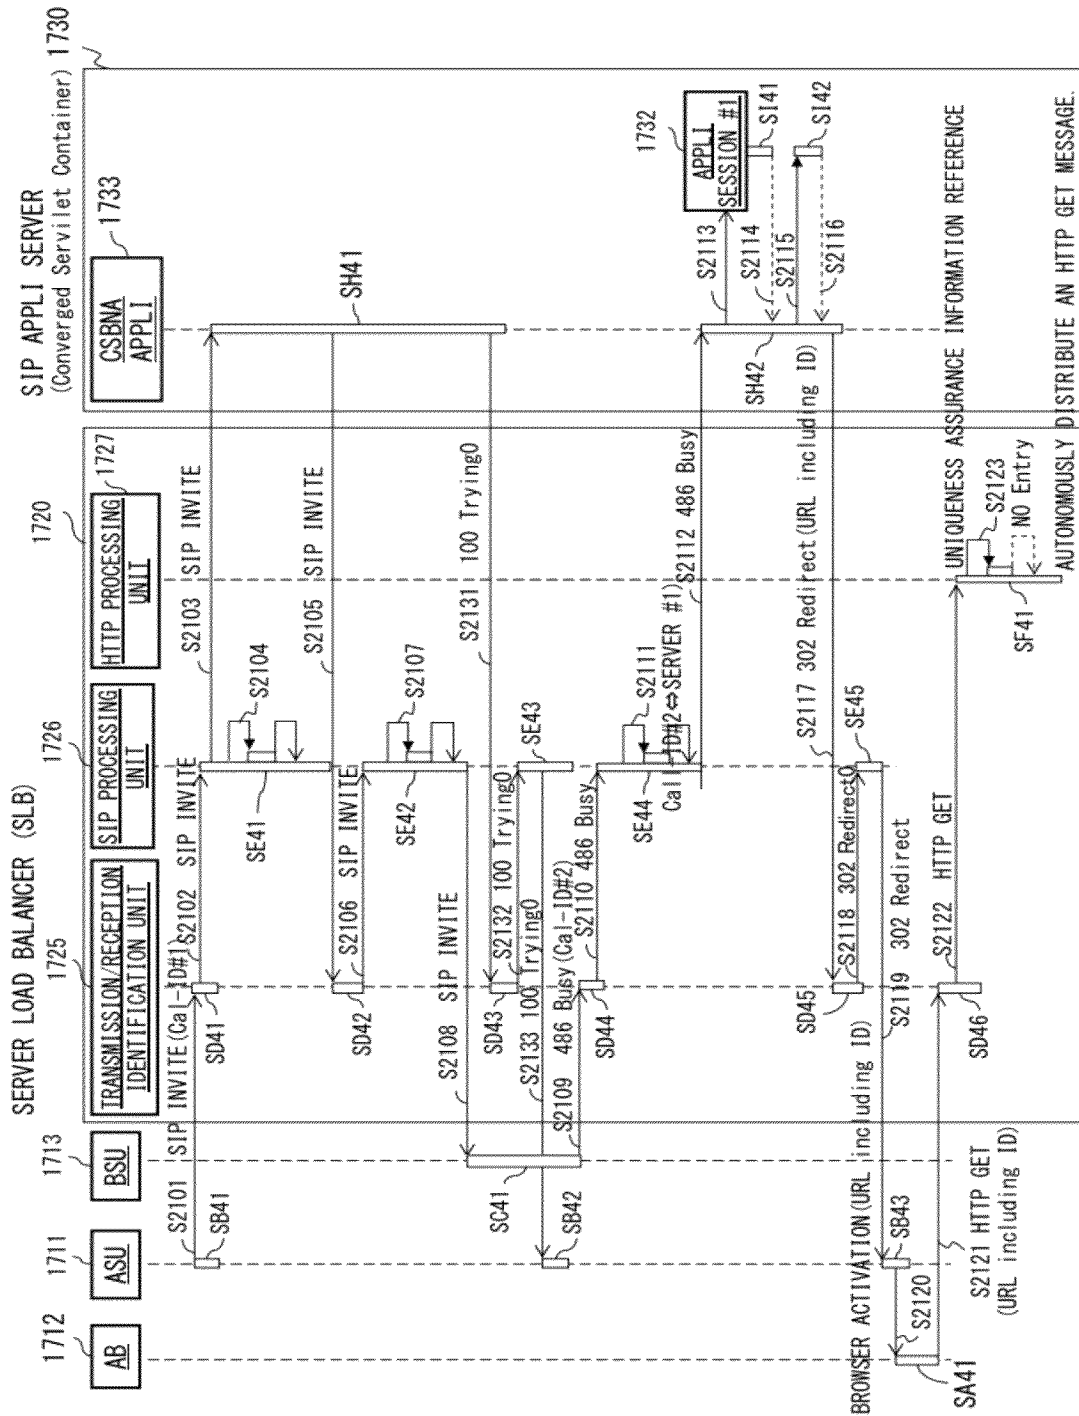 SERVER LOAD BALANCER (SLB)
SIP APPLI SERVER
(Converged Servilet Container)
1730
1712
AB
1711
ASU
1713
BSU
1725
TRANSMISSION/RECEPTION
IDENTIFICATION UNIT
1726
SIP PROCESSING
UNIT
1720
HTTP PROCESSING
UNIT
1727
CSBNA
APPLI
1733
S2101 SIP INVITE(Cal-ID#1)
SB41
SD41
S2102 SIP INVITE
S2103 SIP INVITE
SE41
S2104
SH41
S2105 SIP INVITE
SD42
S2106 SIP INVITE
SE42
S2107
S2108 SIP INVITE
SC41
S2131 100 Trying0
SD43
S2132 100 Trying0
SE43
S2133 100 Trying0
SB42
S2109 486 Busy(Cal-ID#2)
SD44
S2110 486 Busy
SE44
S2111
Cal-ID#2⇔SERVER #1)
S2112 486 Busy
SH42
S2113
1732
APPLI
SESSION #1
SI41
S2114
S2115
SI42
S2116
S2117 302 Redirect(URL including ID)
SD45
S2118 302 Redirect0
SE45
S2119 302 Redirect
SB43
BROWSER ACTIVATION(URL including ID)
S2120
SA41
S2121 HTTP GET
(URL including ID)
SD46
S2122 HTTP GET
SF41
S2123
UNIQUENESS ASSURANCE INFORMATION REFERENCE
NO Entry
AUTONOMOUSLY DISTRIBUTE AN HTTP GET MESSAGE.